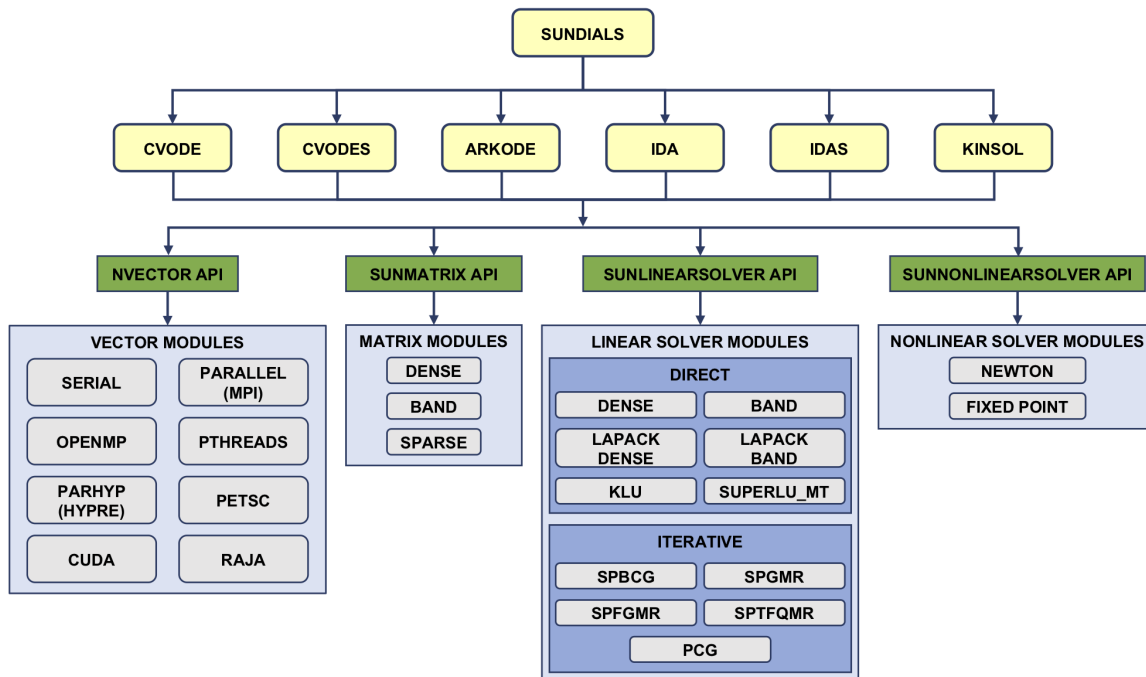 SUNDIALS
CVODE
CVODES
ARKODE
IDA
IDAS
KINSOL
NVECTOR API
SUNMATRIX API
SUNLINEARSOLVER API
SUNNONLINEARSOLVER API
VECTOR MODULES
SERIAL
PARALLEL
(MPI)
OPENMP
PTHREADS
PARHYP
(HYPRE)
PETSC
CUDA
RAJA
MATRIX MODULES
DENSE
BAND
SPARSE
LINEAR SOLVER MODULES
DIRECT
DENSE
BAND
LAPACK
DENSE
LAPACK
BAND
KLU
SUPERLU_MT
ITERATIVE
SPBCG
SPGMR
SPFGMR
SPTFQMR
PCG
NONLINEAR SOLVER MODULES
NEWTON
FIXED POINT